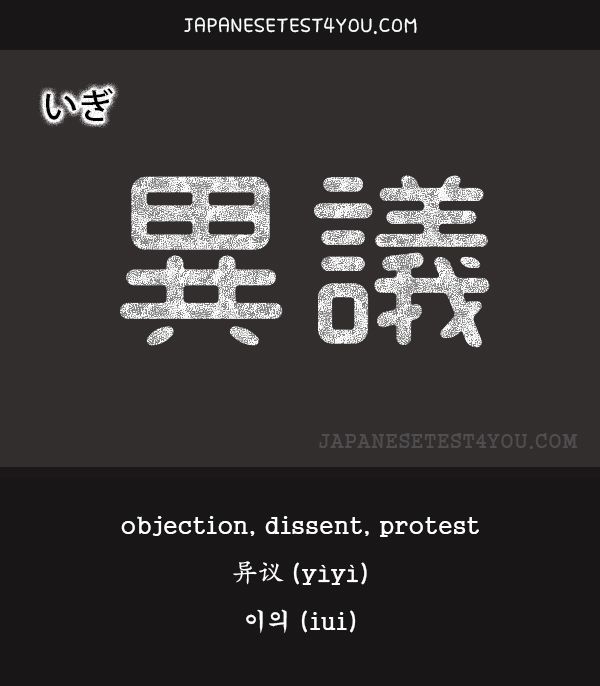 JAPANESETEST4YOU.COM
いぎ
異議
JAPANESETEST4YOU.COM
objection, dissent, protest
异议 (yìyì)
이의 (iui)